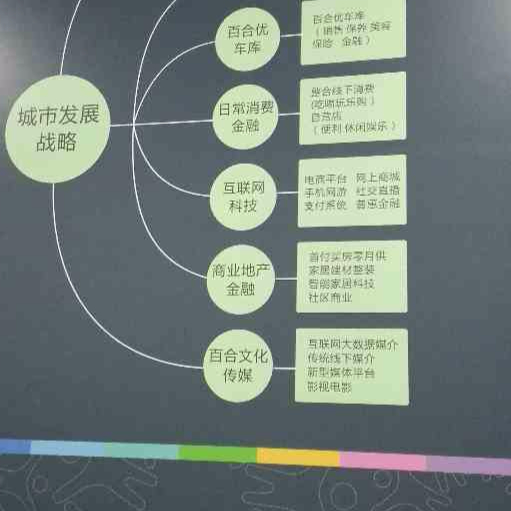 城市发展
战略
百合优
车库
百合优车库
（销售 保养 美容
保险 金融）
日常消费
金融
整合线下消费
(吃喝玩乐购)
自营店
（便利 休闲娱乐）
互联网
科技
电商平台 网上商城
手机网游 社交直播
支付系统 普惠金融
商业地产
金融
首付买房零月供
家居建材整装
智能家居科技
社区商业
百合文化
传媒
互联网大数据媒介
传统线下媒介
新型媒体平台
影视电影